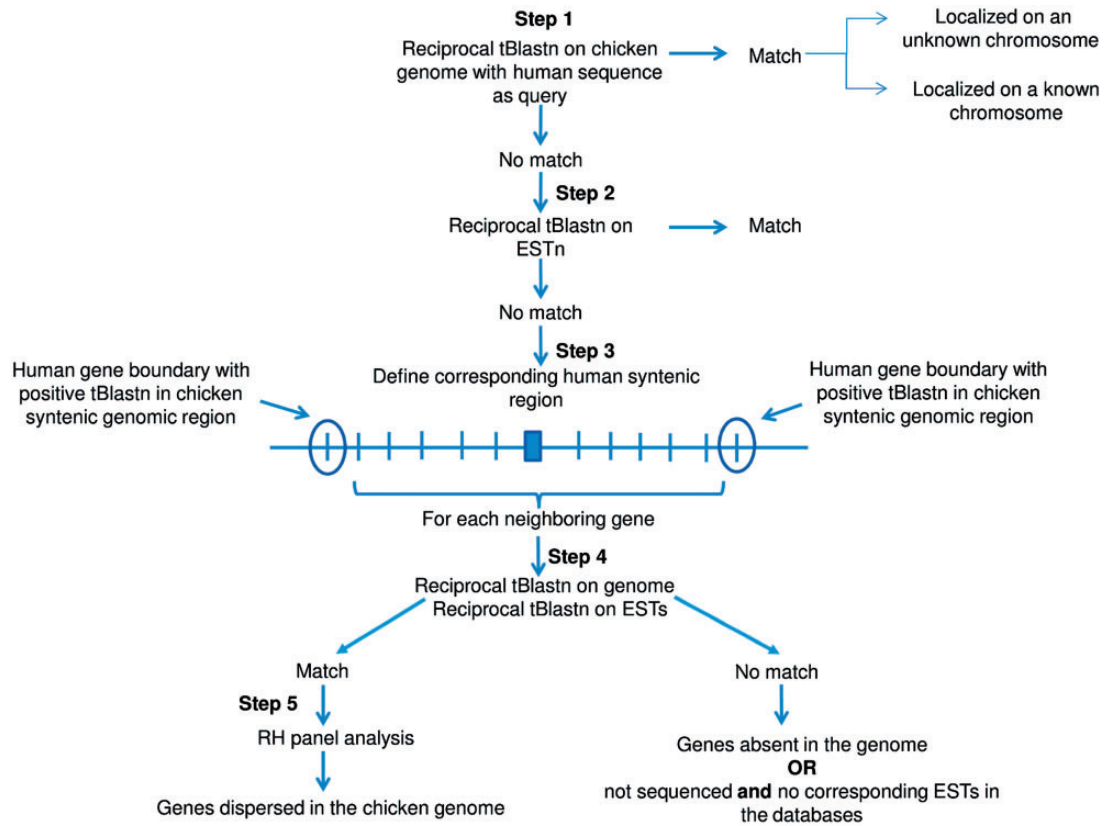 Step 1
Reciprocal tBlastn on chicken
genome with human sequence
as query
Match
Localized on an
unknown chromosome
Localized on a known
chromosome
No match
Step 2
Reciprocal tBlastn on
ESTn
Match
No match
Step 3
Define corresponding human syntenic
region
Human gene boundary with
positive tBlastn in chicken
syntenic genomic region
Human gene boundary with
positive tBlastn in chicken
syntenic genomic region
For each neighboring gene
Step 4
Reciprocal tBlastn on genome
Reciprocal tBlastn on ESTs
Match
Step 5
RH panel analysis
Genes dispersed in the chicken genome
No match
Genes absent in the genome
OR
not sequenced and no corresponding ESTs in
the databases